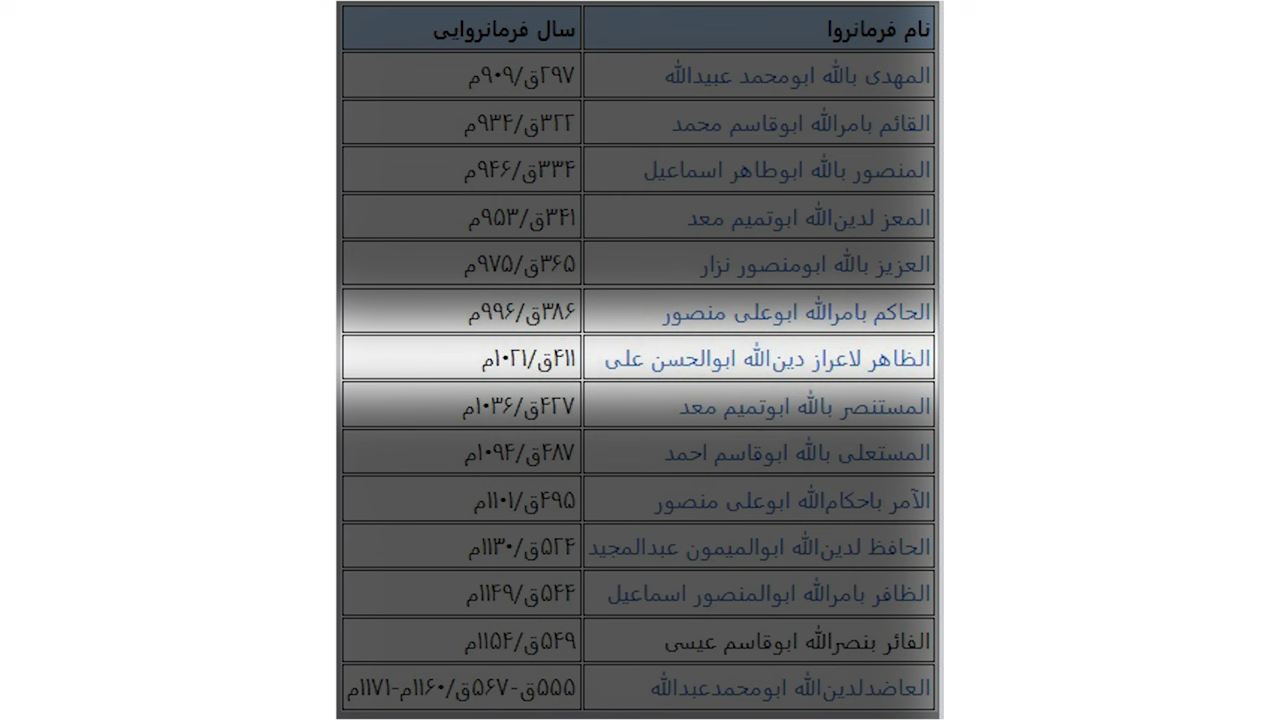 نام فرمانروا سال فرمانروایی
المهدی بالله ابومحمد عبیدالله ۲۹۷ق/۹۰۹م
القائم بامرالله ابوقاسم محمد ۳۲۲ق/۹۳۴م
المنصور بالله ابوطاهر اسماعیل ۳۳۴ق/۹۴۶م
المعز لدین‌الله ابوتمیم معد ۳۴۱ق/۹۵۳م
العزیز بالله ابومنصور نزار ۳۶۵ق/۹۷۵م
الحاکم بامرالله ابوعلی منصور ۳۸۶ق/۹۹۶م
الظاهر لاعراز دین‌الله ابوالحسن علی ۴۱۱ق/۱۰۲۱م
المستنصر بالله ابوتمیم معد ۴۲۷ق/۱۰۳۶م
المستعلی بالله ابوقاسم احمد ۴۸۷ق/۱۰۹۴م
الآمر باحکام‌الله ابوعلی منصور ۴۹۵ق/۱۱۰۱م
الحافظ لدین‌الله ابوالمیمون عبدالمجید ۵۲۴ق/۱۱۳۰م
الظافر بامرالله ابوالمنصور اسماعیل ۵۴۴ق/۱۱۴۹م
الفائر بنصرالله ابوقاسم عیسی ۵۴۹ق/۱۱۵۴م
العاضدلدین‌الله ابومحمدعبدالله ۵۵۵ق-۵۶۷ق/۱۱۶۰م-۱۱۷۱م